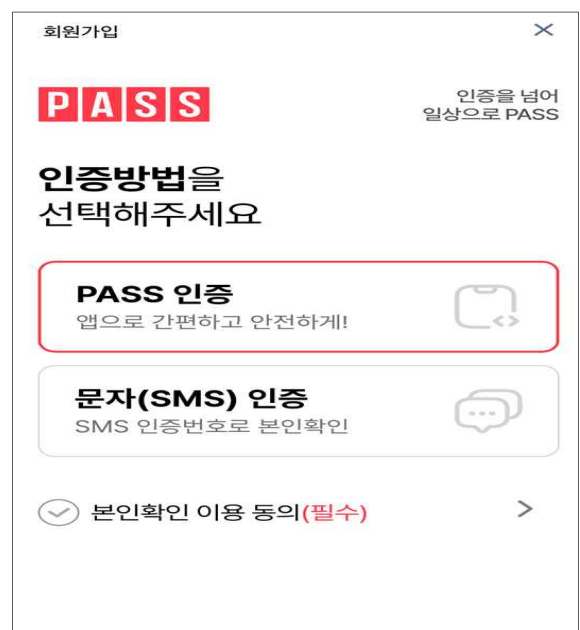 회원가입
PASS
인증을 넘어
일상으로 PASS
인증방법을
선택해주세요
PASS 인증
앱으로 간편하고 안전하게!
문자(SMS) 인증
SMS 인증번호로 본인확인
본인확인 이용 동의(필수)